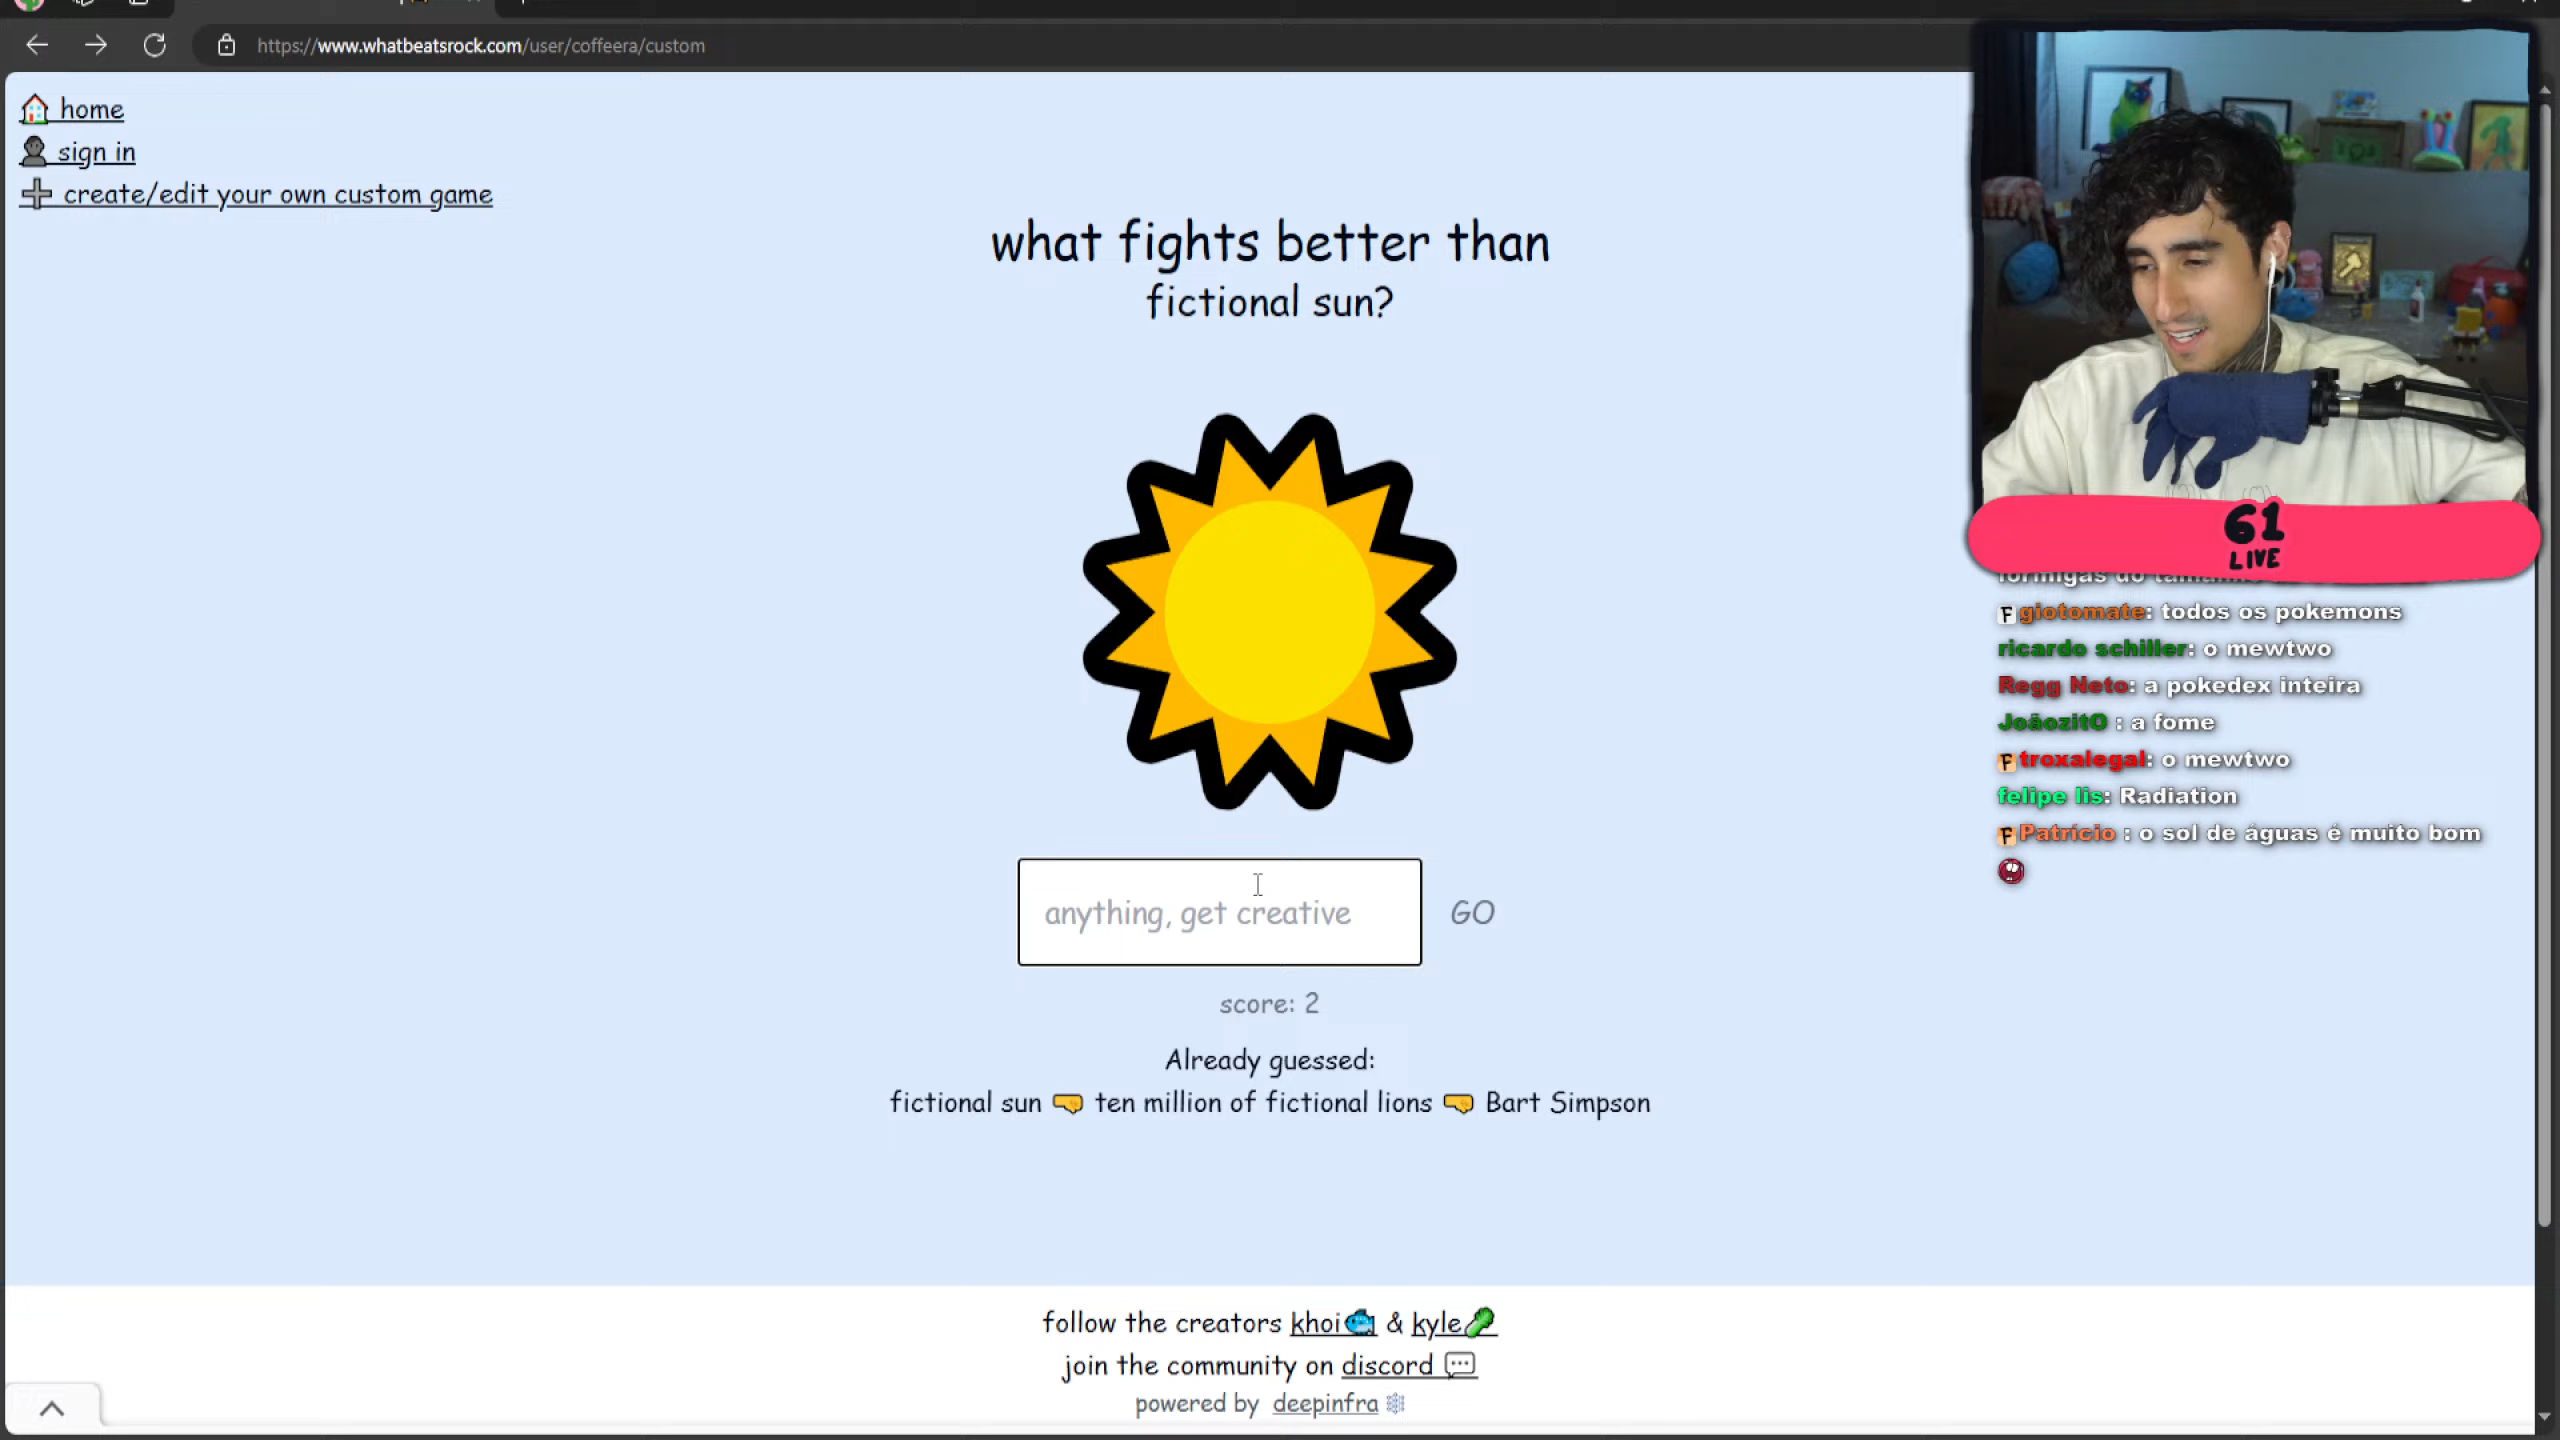 https://www.whatbeatsrock.com/user/coffeera/custom
home
sign in
create/edit your own custom game
what fights better than
fictional sun?
anything, get creative
GO
score: 2
Already guessed:
fictional sun 🤜 ten million of fictional lions 🤜 Bart Simpson
follow the creators khoi🐟 & kyle🥒
join the community on discord 💬
powered by deepinfra
61
LIVE
giotomate: todos os pokemons
ricardo schiller: o mewtwo
Regg Neto: a pokedex inteira
JoãozitO : a fome
troxalegal: o mewtwo
felipe lis: Radiation
Patrício : o sol de águas é muito bom